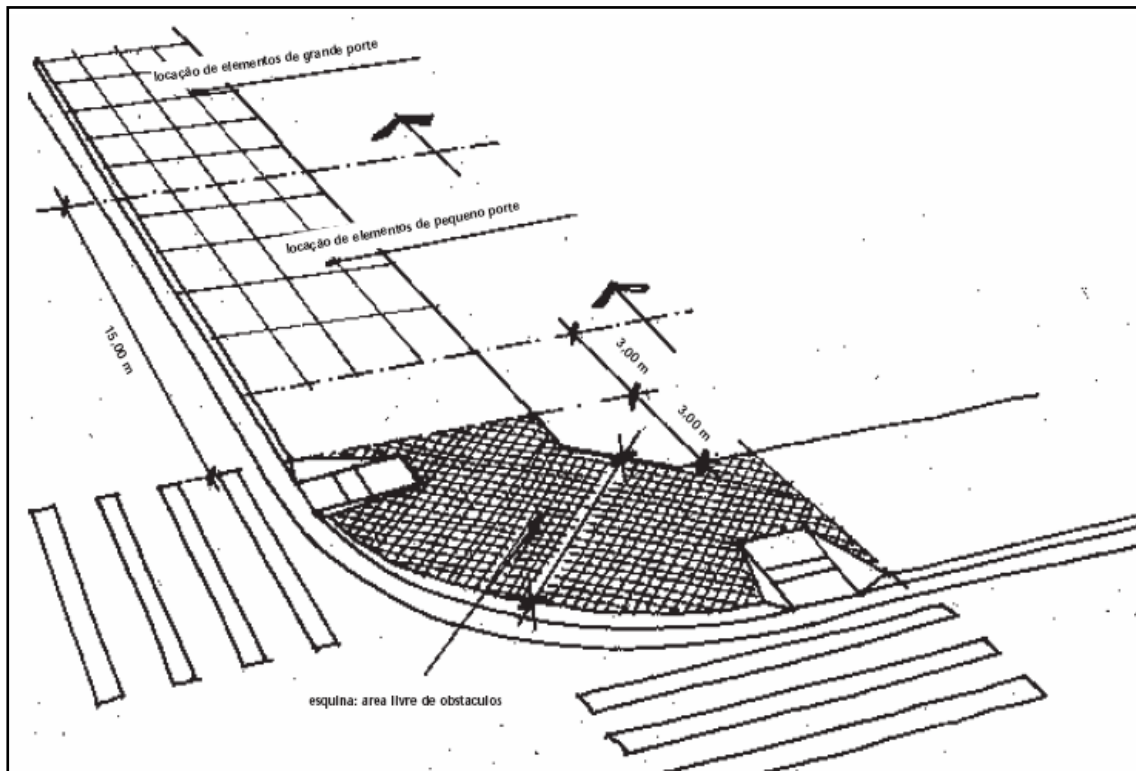 locação de elementos de grande porte
locação de elementos de pequeno porte
15,00 m
3,00 m
3,00 m
esquina: area livre de obstaculos